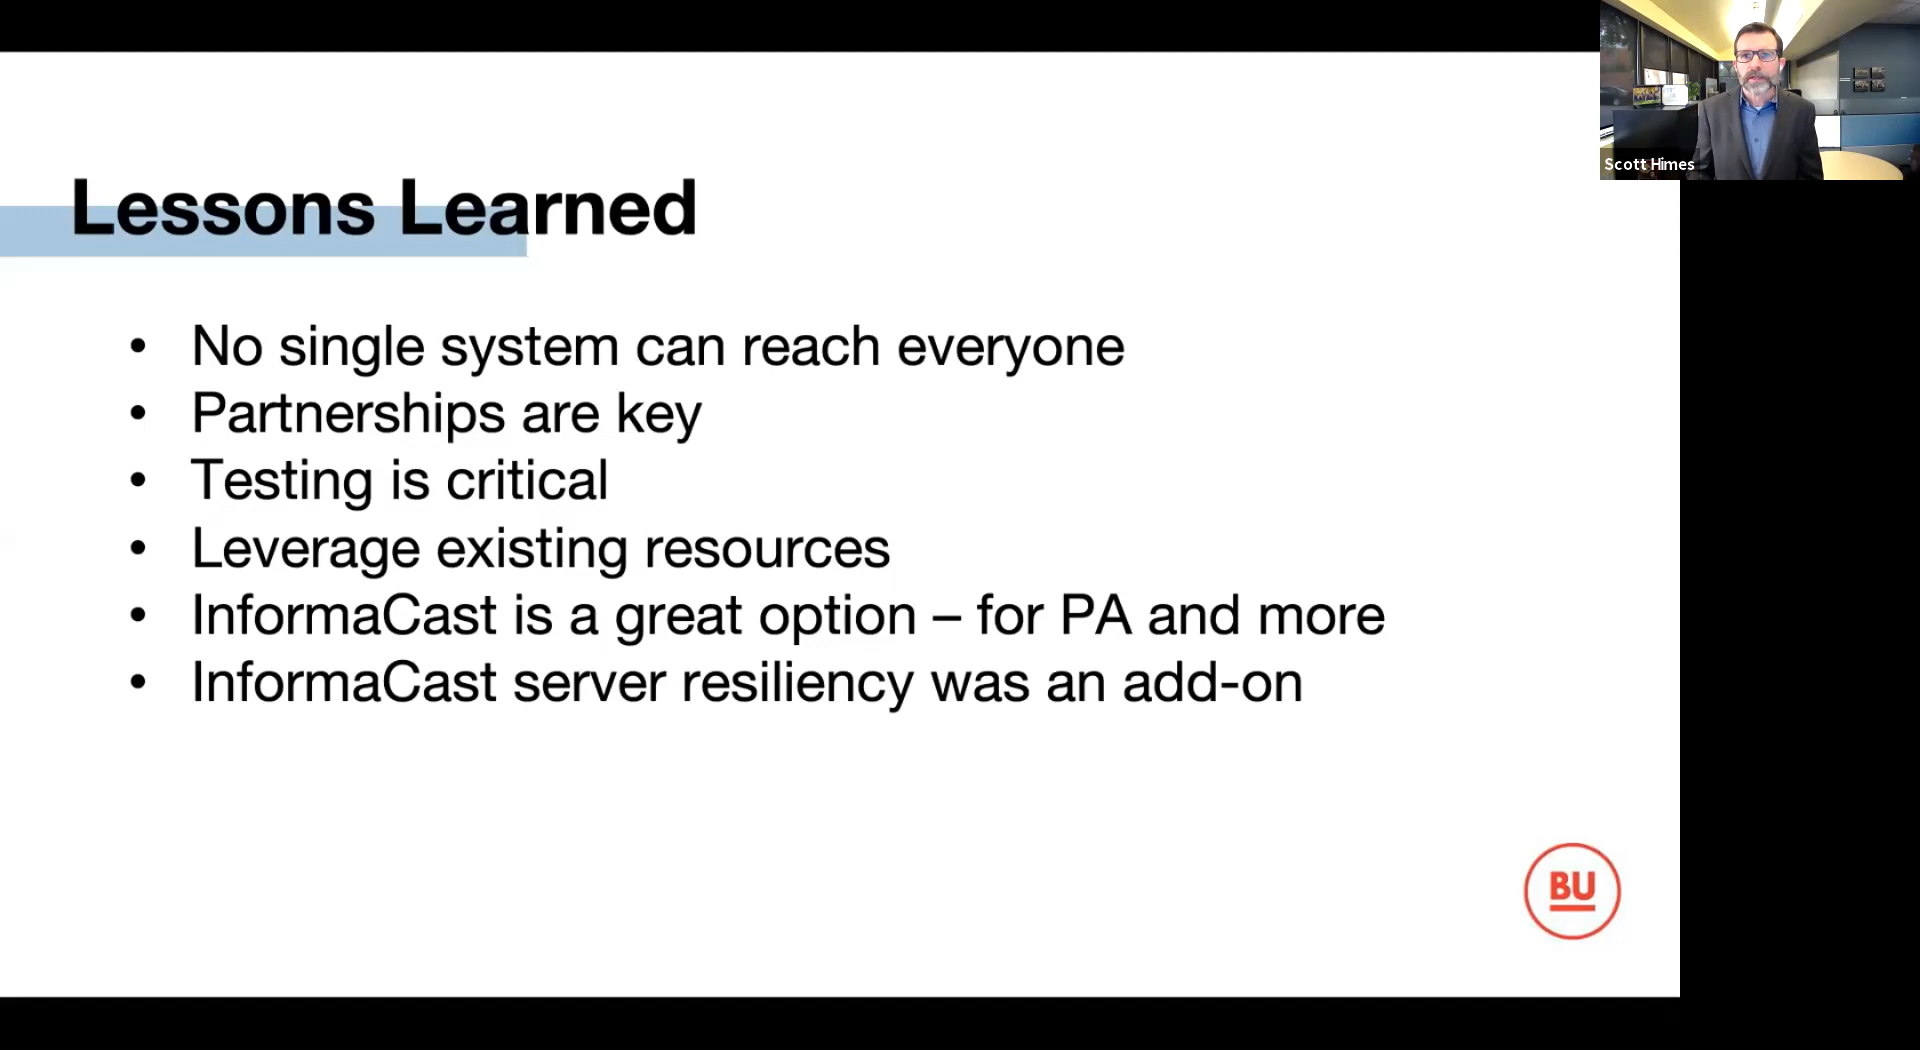 Scott Himes
Lessons Learned
• No single system can reach everyone
• Partnerships are key
• Testing is critical
• Leverage existing resources
• InformaCast is a great option – for PA and more
• InformaCast server resiliency was an add-on
BU